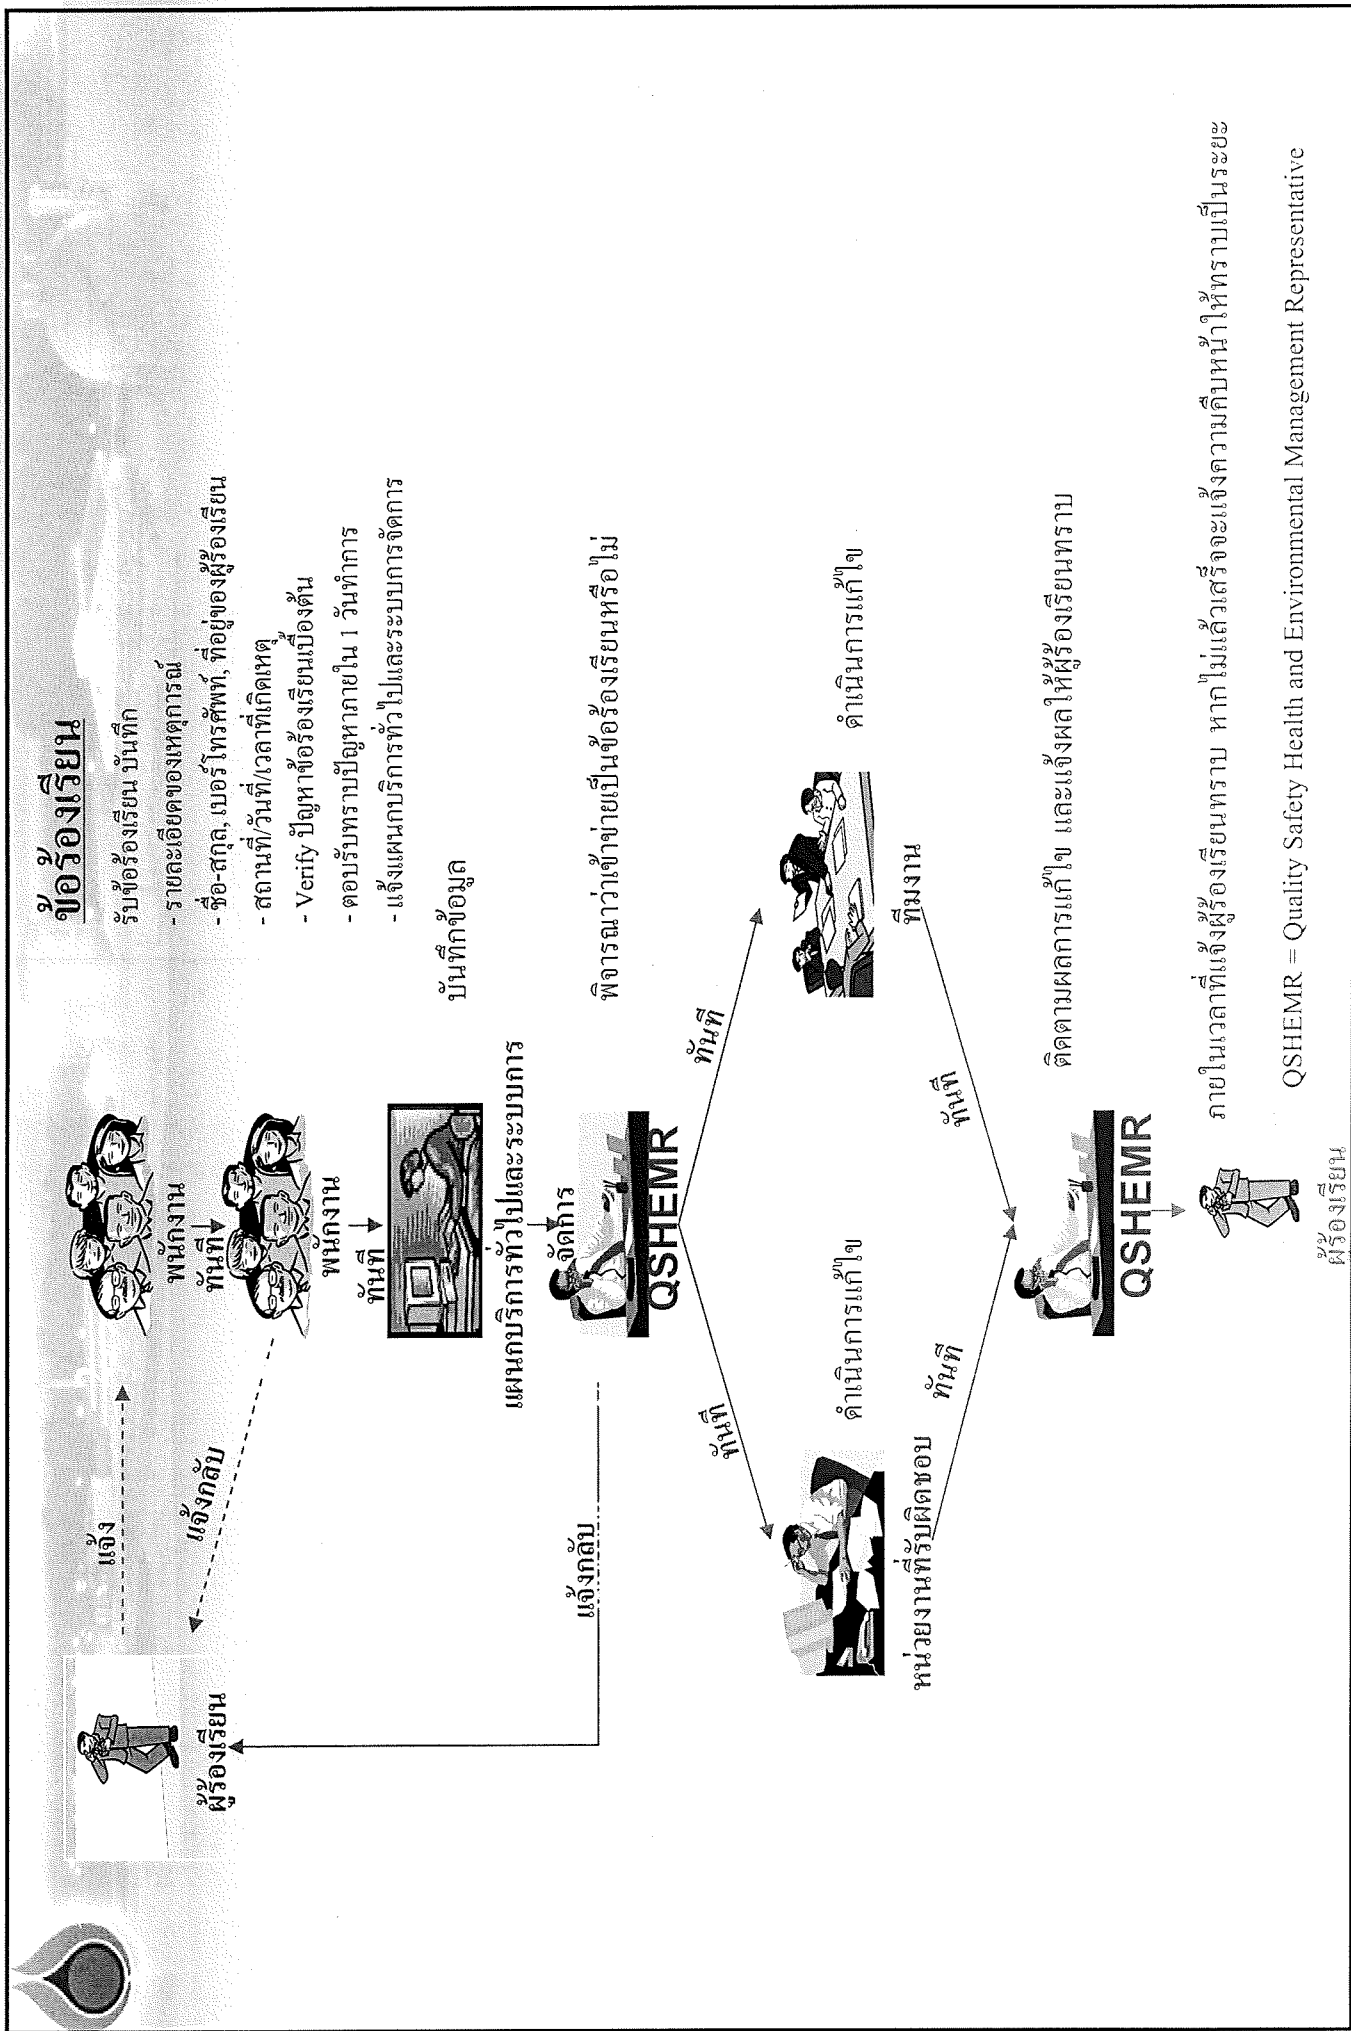 ข้อร้องเรียน
รับข้อร้องเรียน บันทึก
- รายละเอียดของเหตุการณ์
- ชื่อ-สกุล, เบอร์โทรศัพท์, ที่อยู่ของผู้ร้องเรียน
- สถานที่/วันที่/เวลาที่เกิดเหตุ
- Verify ปัญหาข้อร้องเรียนเบื้องต้น
- ตอบรับทราบปัญหาภายใน 1 วันทำการ
- แจ้งแผนกบริการทั่วไปและระบบการจัดการ
ผู้ร้องเรียน
แจ้ง
พนักงาน
ทันที
แจ้งกลับ
พนักงาน
ทันที
บันทึกข้อมูล
แผนกบริการทั่วไปและระบบการ
จัดการ
พิจารณาว่าเข้าข่ายเป็นข้อร้องเรียนหรือไม่
แจ้งกลับ
QSHEMR
ทันที
ทันที
ดำเนินการแก้ไข
ดำเนินการแก้ไข
หน่วยงานที่รับผิดชอบ
ทีมงาน
ทันที
ทันที
ติดตามผลการแก้ไข และแจ้งผลให้ผู้ร้องเรียนทราบ
QSHEMR
ภายในเวลาที่แจ้งผู้ร้องเรียนทราบ หากไม่แล้วเสร็จจะแจ้งความคืบหน้าให้ทราบเป็นระยะ
ผู้ร้องเรียน
QSHEMR = Quality Safety Health and Environmental Management Representative